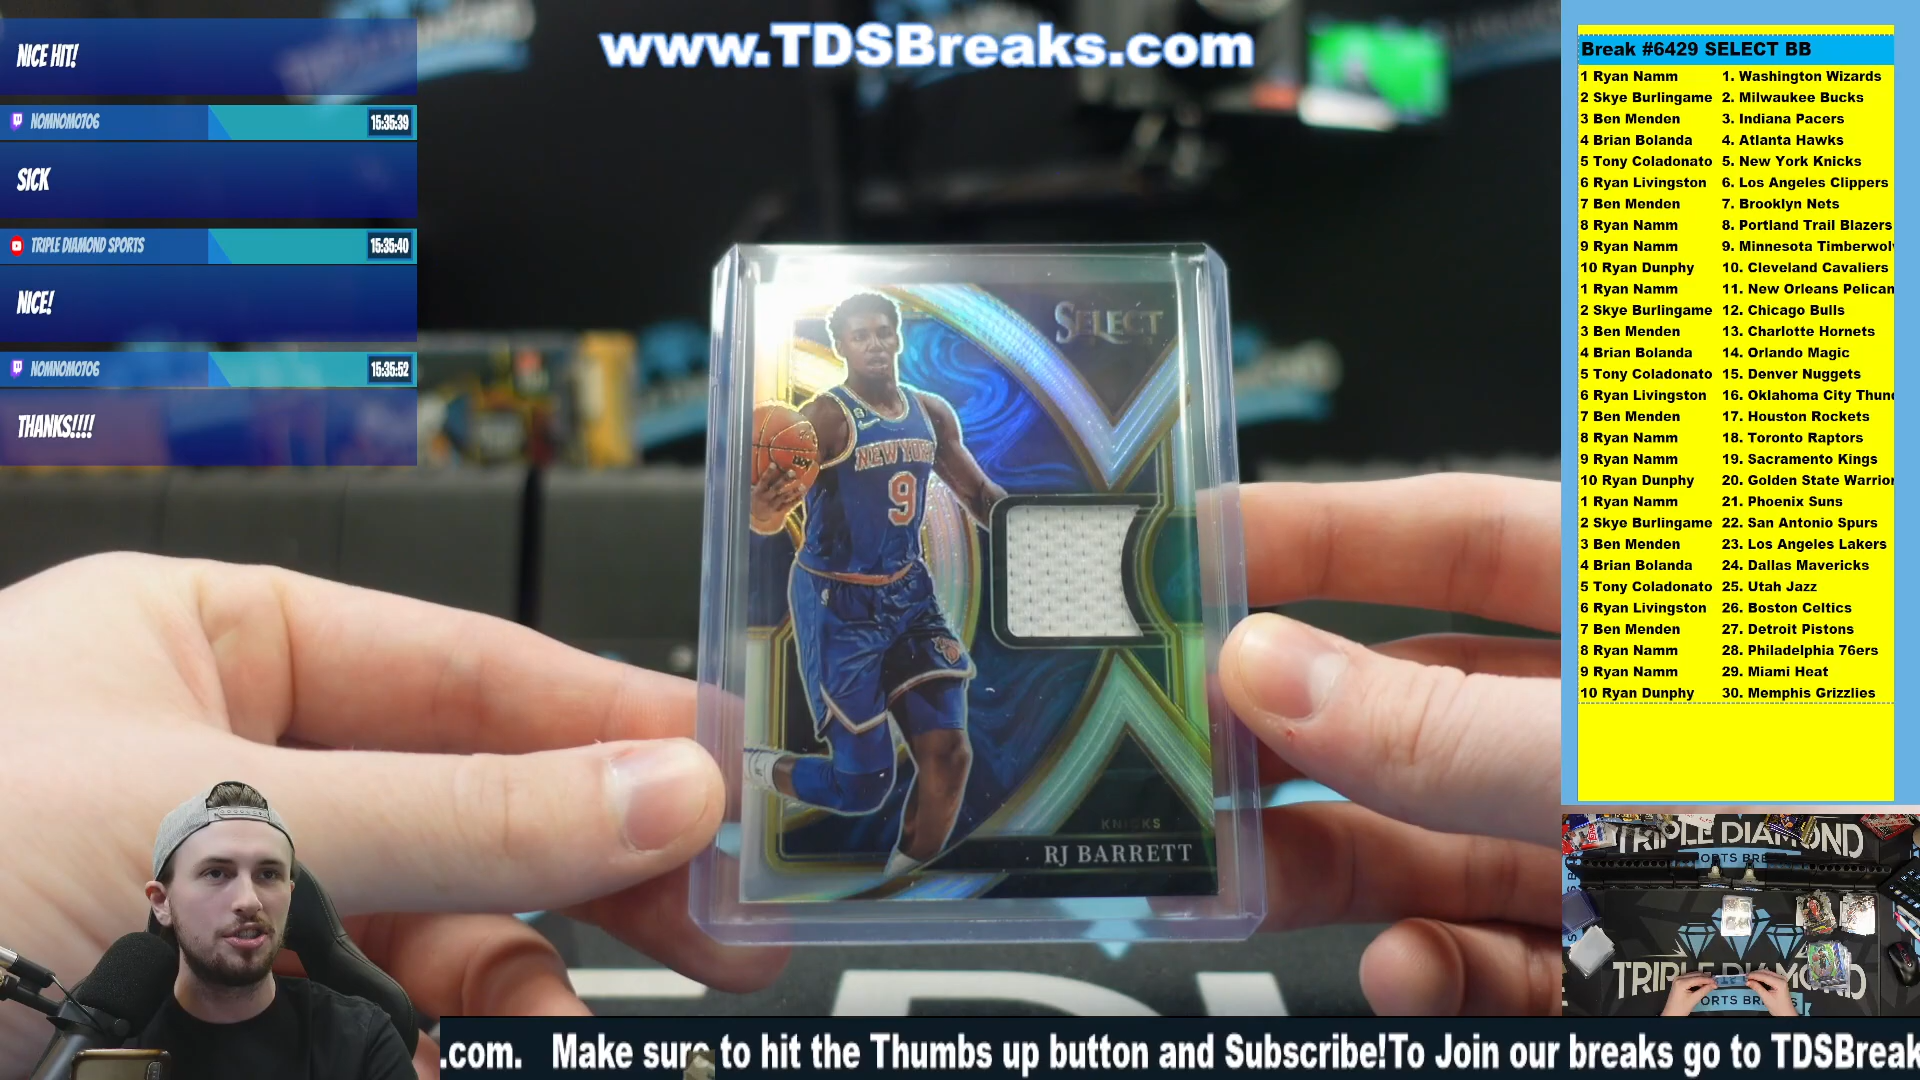 www.TDSBreaks.com
NICE HIT!
NOMNOMO706 15:35:39
SICK
TRIPLE DIAMOND SPORTS 15:35:40
NICE!
NOMNOMO706 15:35:52
THANKS!!!!
SELECT
NEW YORK
9
KNICKS
RJ BARRETT
Break #6429 SELECT BB
1 Ryan Namm 1. Washington Wizards
2 Skye Burlingame 2. Milwaukee Bucks
3 Ben Menden 3. Indiana Pacers
4 Brian Bolanda 4. Atlanta Hawks
5 Tony Coladonato 5. New York Knicks
6 Ryan Livingston 6. Los Angeles Clippers
7 Ben Menden 7. Brooklyn Nets
8 Ryan Namm 8. Portland Trail Blazers
9 Ryan Namm 9. Minnesota Timberwol
10 Ryan Dunphy 10. Cleveland Cavaliers
1 Ryan Namm 11. New Orleans Pelican
2 Skye Burlingame 12. Chicago Bulls
3 Ben Menden 13. Charlotte Hornets
4 Brian Bolanda 14. Orlando Magic
5 Tony Coladonato 15. Denver Nuggets
6 Ryan Livingston 16. Oklahoma City Thun
7 Ben Menden 17. Houston Rockets
8 Ryan Namm 18. Toronto Raptors
9 Ryan Namm 19. Sacramento Kings
10 Ryan Dunphy 20. Golden State Warrior
1 Ryan Namm 21. Phoenix Suns
2 Skye Burlingame 22. San Antonio Spurs
3 Ben Menden 23. Los Angeles Lakers
4 Brian Bolanda 24. Dallas Mavericks
5 Tony Coladonato 25. Utah Jazz
6 Ryan Livingston 26. Boston Celtics
7 Ben Menden 27. Detroit Pistons
8 Ryan Namm 28. Philadelphia 76ers
9 Ryan Namm 29. Miami Heat
10 Ryan Dunphy 30. Memphis Grizzlies
TRIPLE DIAMOND
TRIPLE DIAMOND
.com. Make sure to hit the Thumbs up button and Subscribe!To Join our breaks go to TDSBreak